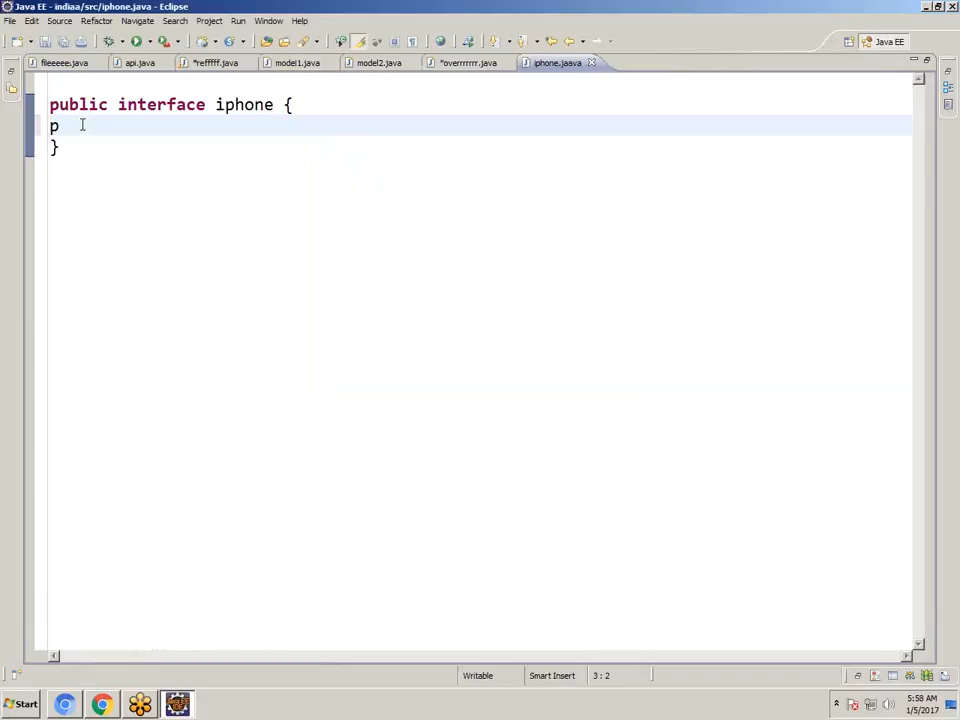 Java EE - indiaa/src/iphone.java - Eclipse
File Edit Source Refactor Navigate Search Project Run Window Help
Java EE
fileeeee.java api.java *refffff.java model1.java model2.java *overrrrrrr.java iphone.jaava
public interface iphone {
p
}
Writable Smart Insert 3 : 2
Start
5:58 AM
1/5/2017